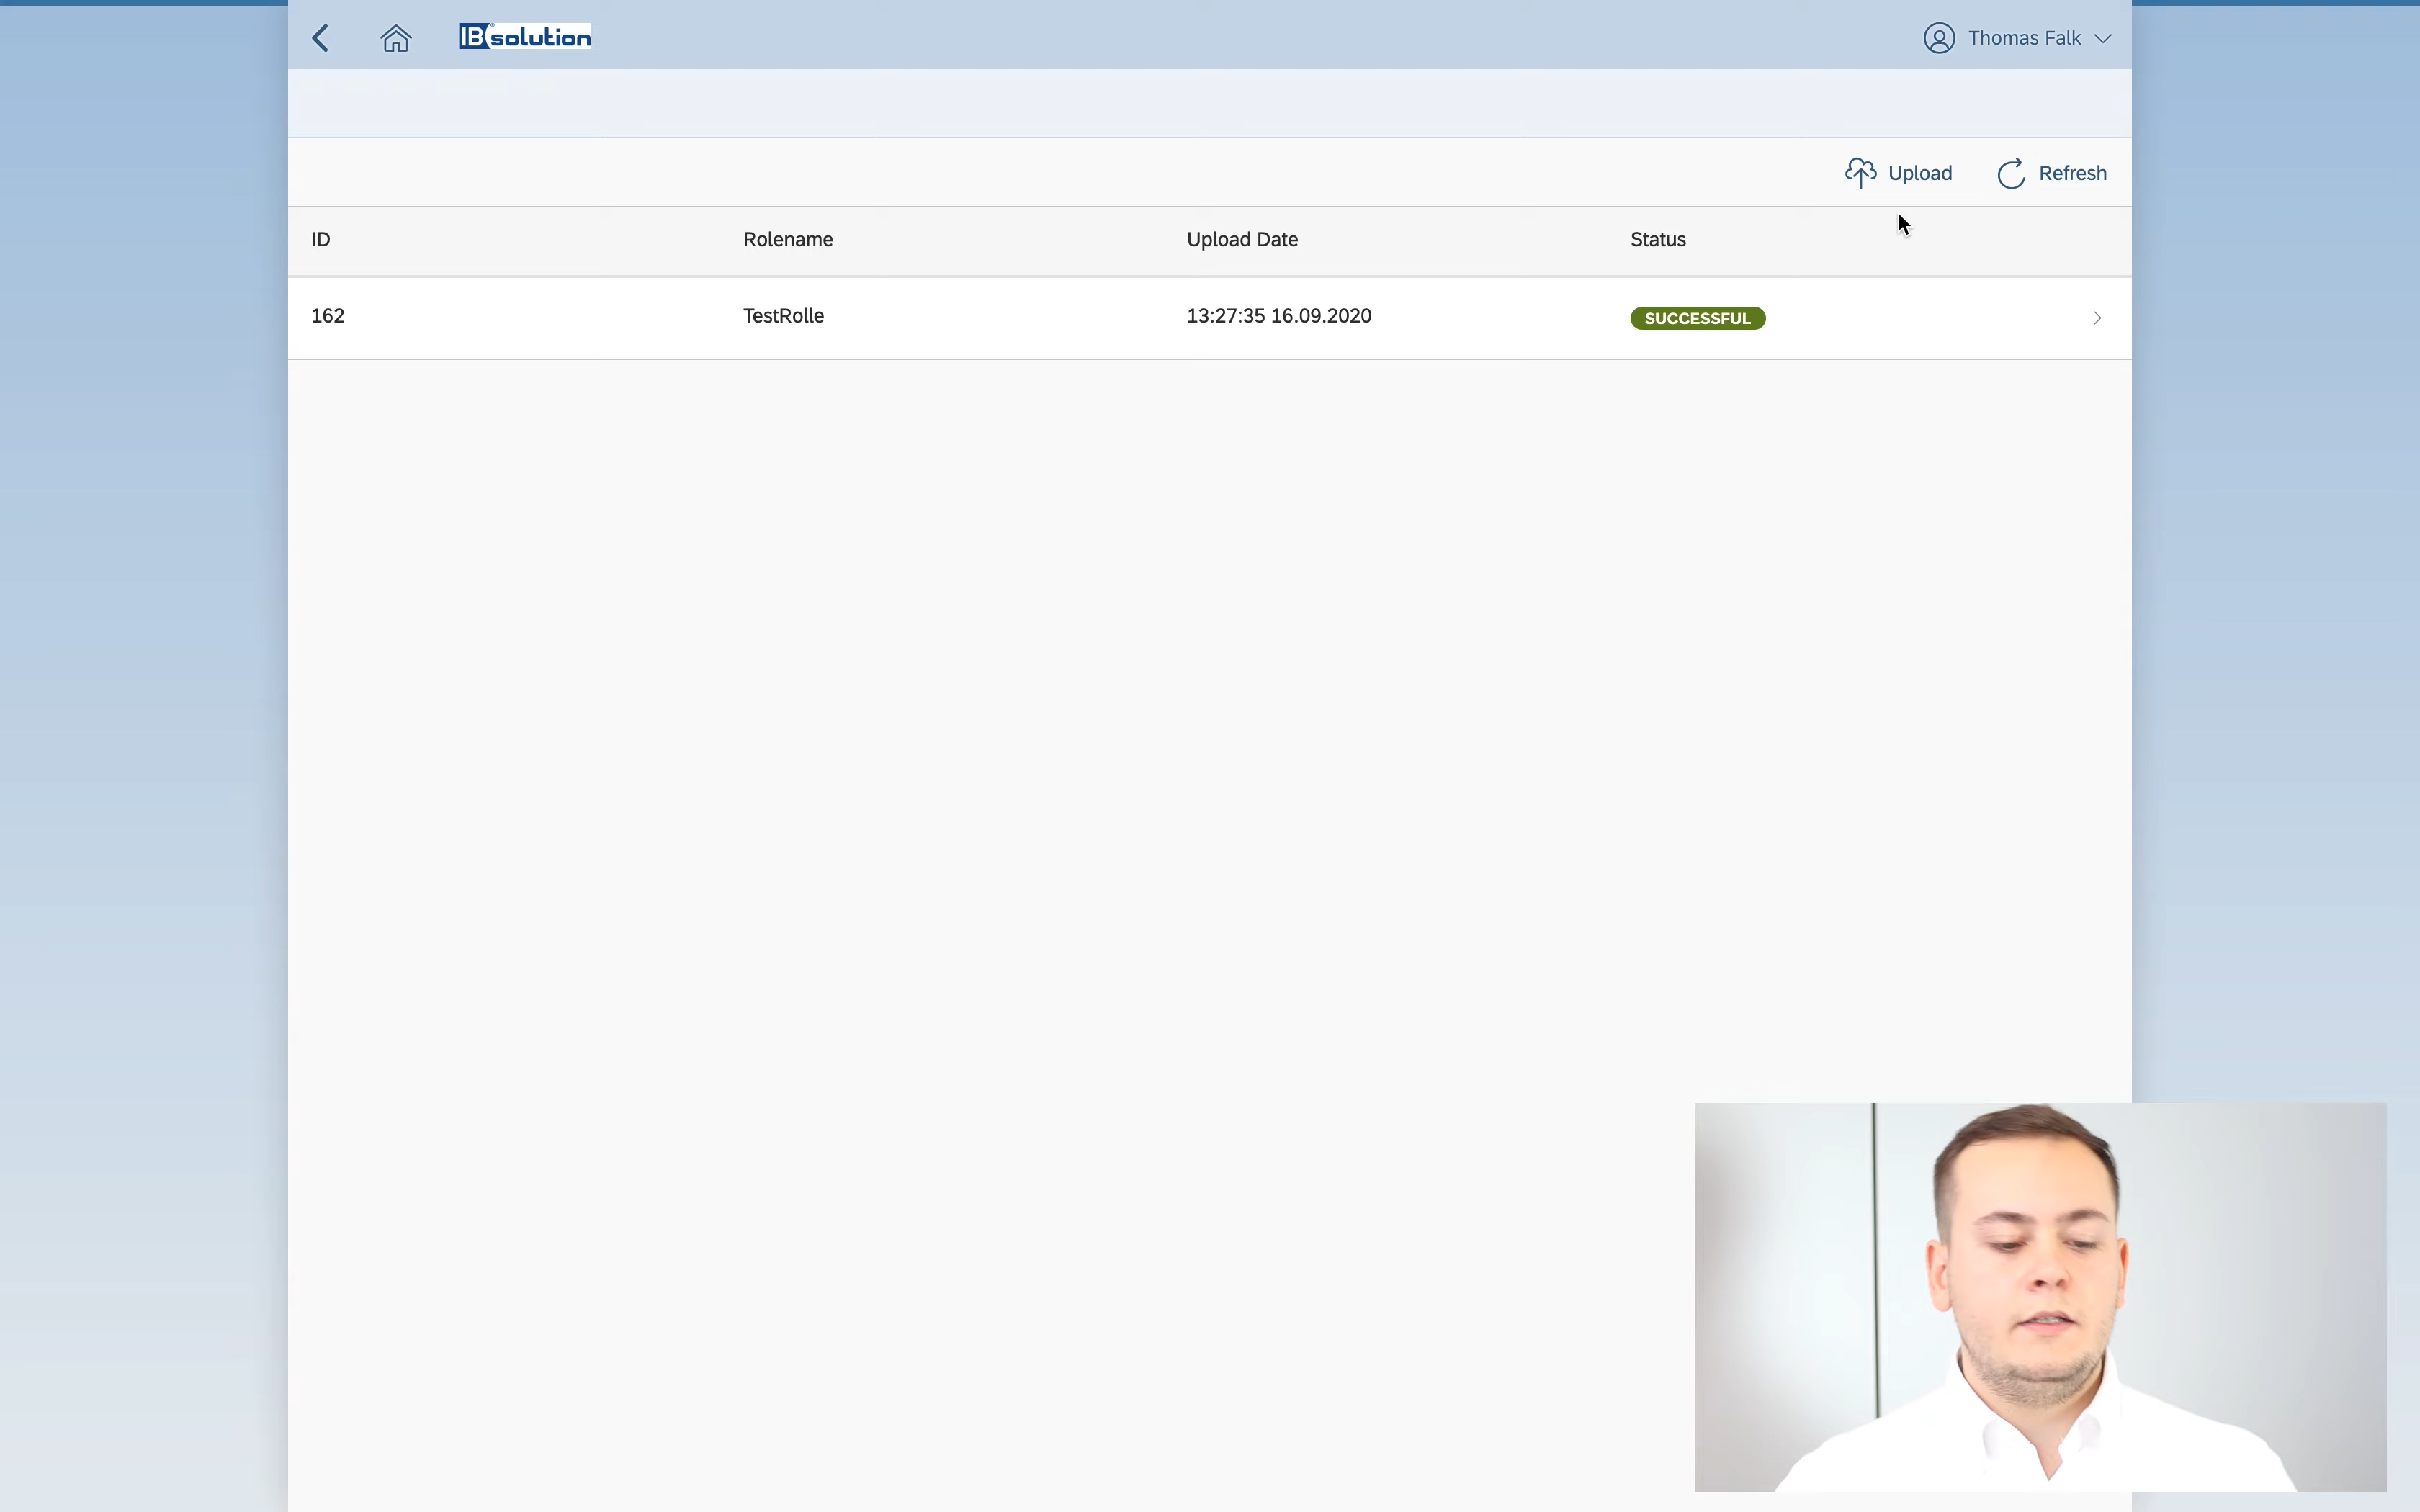 IBsolution
Thomas Falk
Upload Refresh
ID Rolename Upload Date Status
162 TestRolle 13:27:35 16.09.2020 SUCCESSFUL